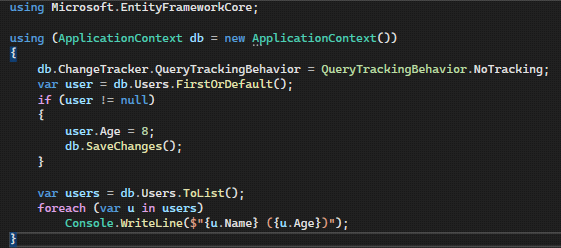 using Microsoft.EntityFrameworkCore;
using (ApplicationContext db = new ApplicationContext())
{
db.ChangeTracker.QueryTrackingBehavior = QueryTrackingBehavior.NoTracking;
var user = db.Users.FirstOrDefault();
if (user != null)
{
user.Age = 8;
db.SaveChanges();
}
var users = db.Users.ToList();
foreach (var u in users)
Console.WriteLine($"{u.Name} ({u.Age})");
}